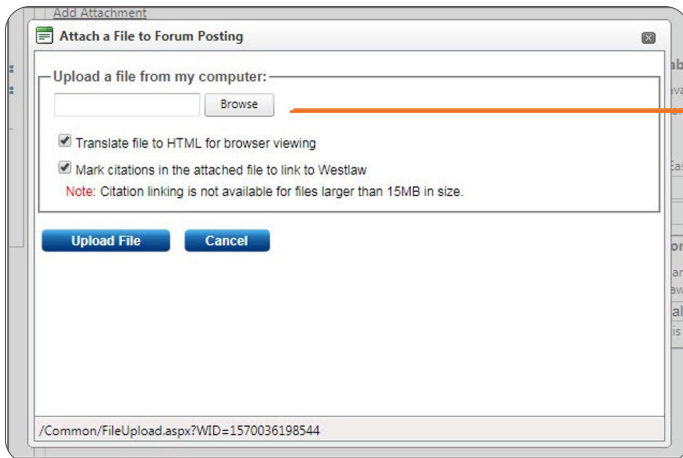 Add Attachment
Attach a File to Forum Posting
Upload a file from my computer:
Browse
Translate file to HTML for browser viewing
Mark citations in the attached file to link to Westlaw
Note: Citation linking is not available for files larger than 15MB in size.
Upload File
Cancel
/Common/FileUpload.aspx?WID=1570036198544